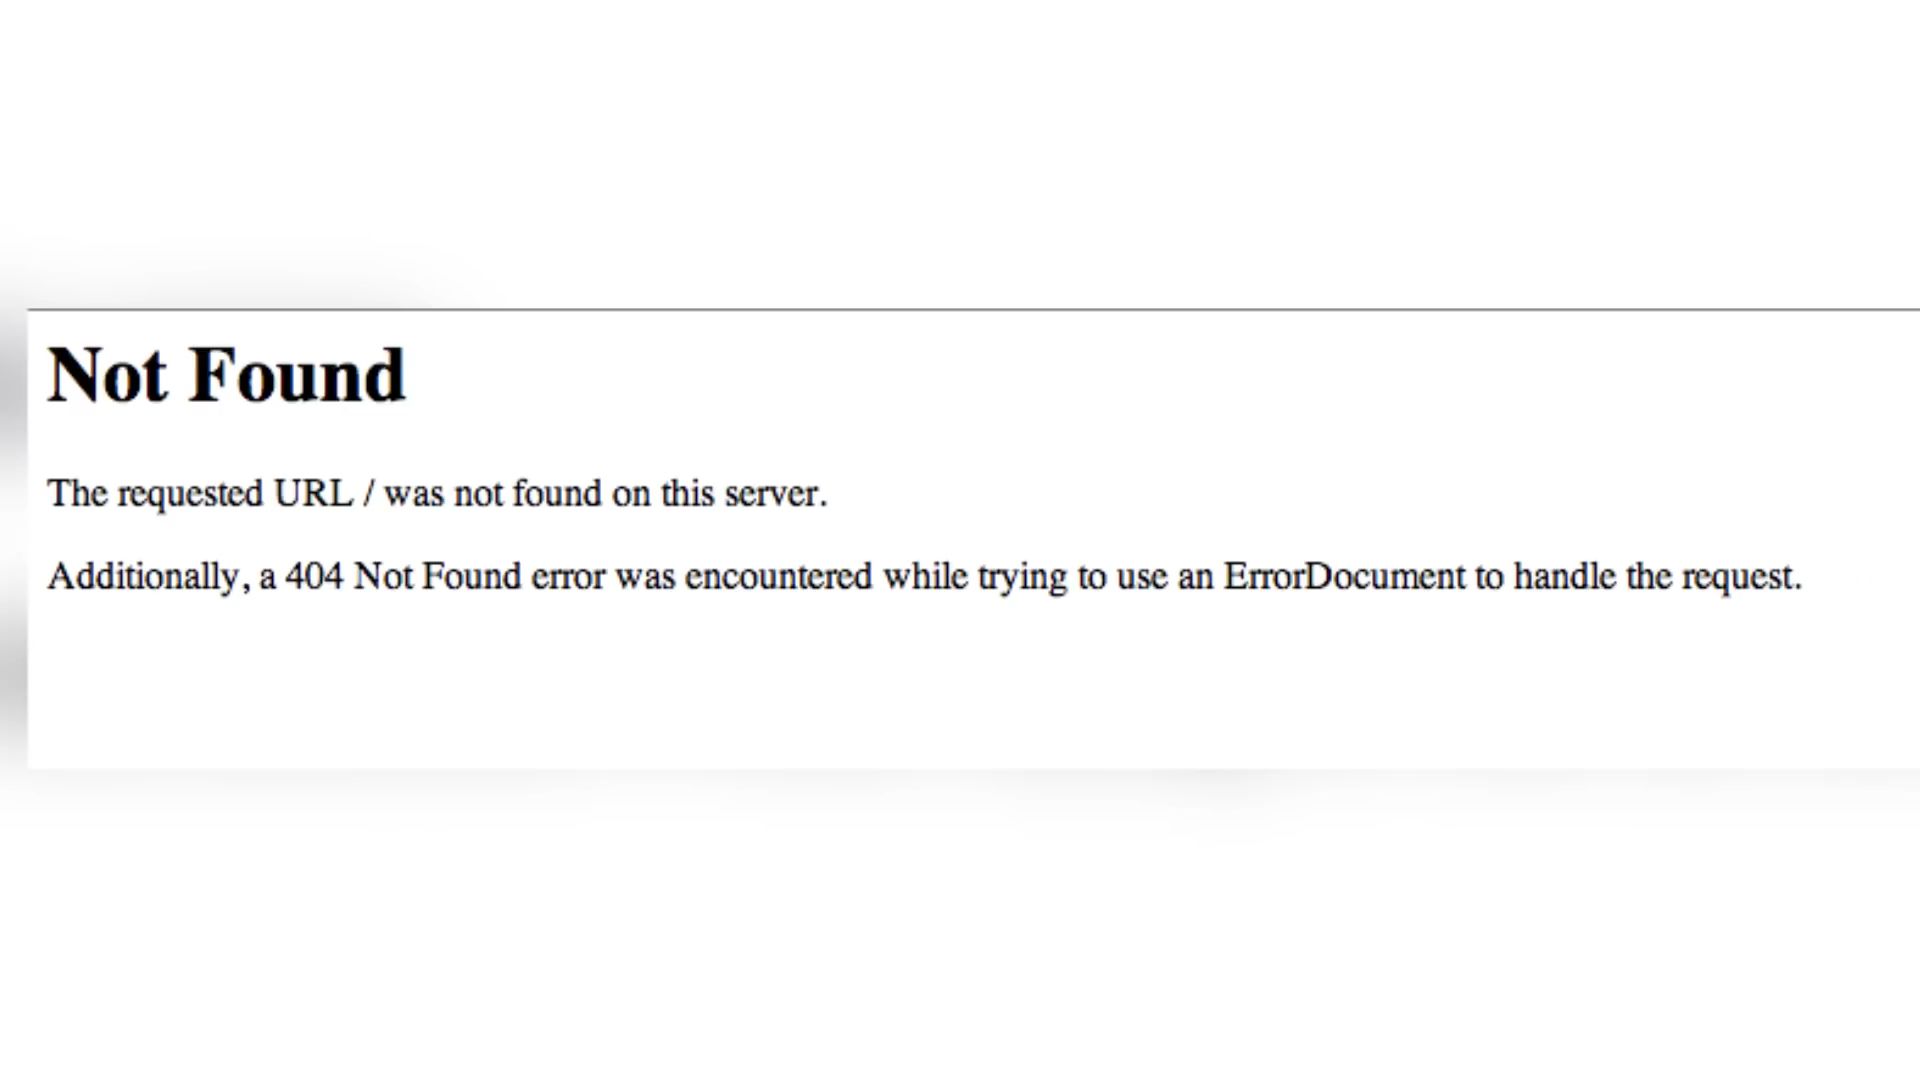 Not Found
The requested URL / was not found on this server.
Additionally, a 404 Not Found error was encountered while trying to use an ErrorDocument to handle the request.